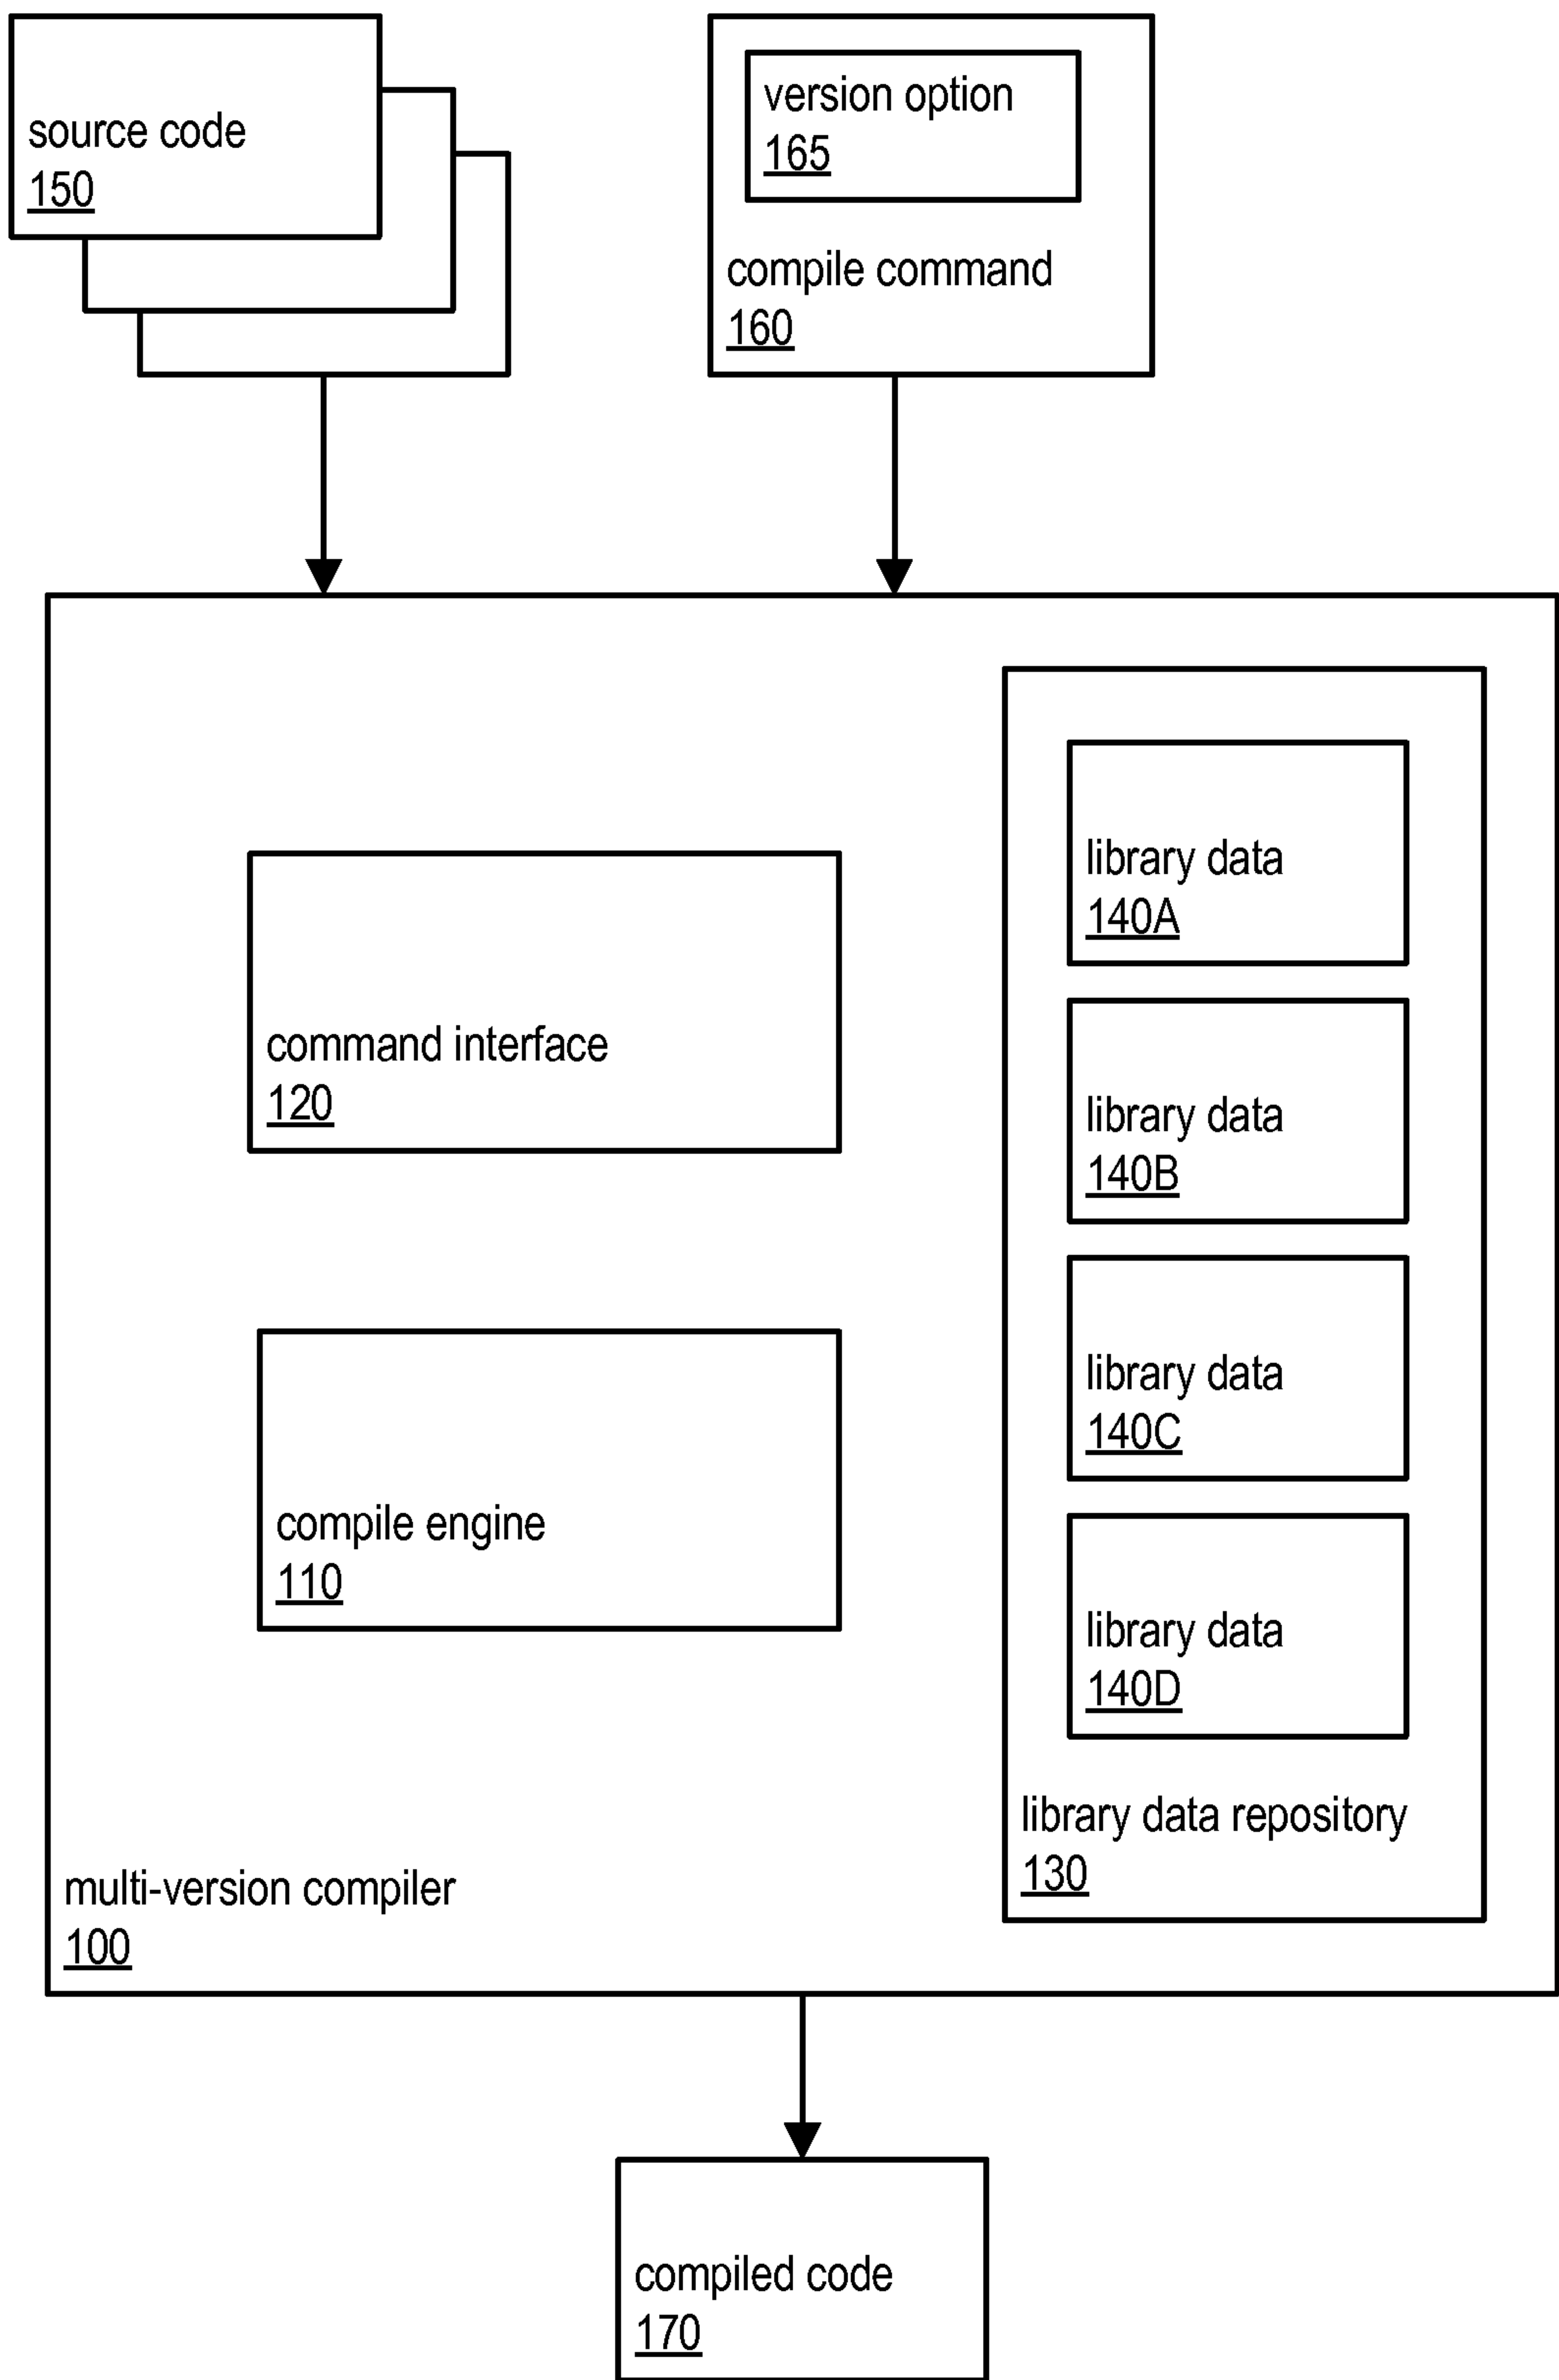 source code
150
version option
165
compile command
160
library data
140A
command interface
120
library data
140B
compile engine
110
library data
140C
library data
140D
library data repository
130
multi-version compiler
100
compiled code
170